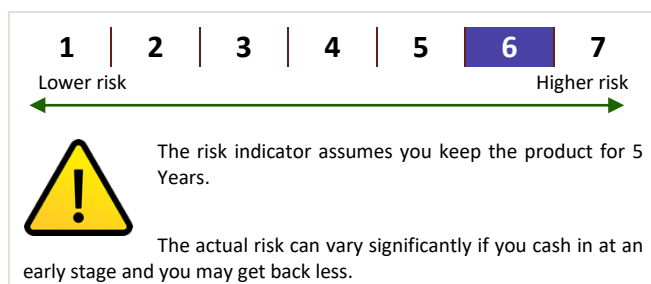 1 2 3 4 5 6 7
Lower risk Higher risk
The risk indicator assumes you keep the product for 5
Years.
The actual risk can vary significantly if you cash in at an
early stage and you may get back less.